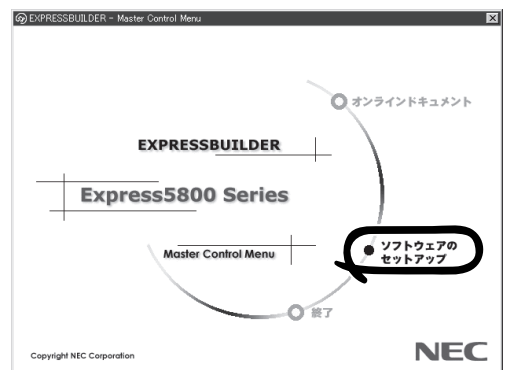 EXPRESSBUILDER - Master Control Menu
オンラインドキュメント
EXPRESSBUILDER
Express5800 Series
Master Control Menu
ソフトウェアの
セットアップ
終了
Copyright NEC Corporation
NEC